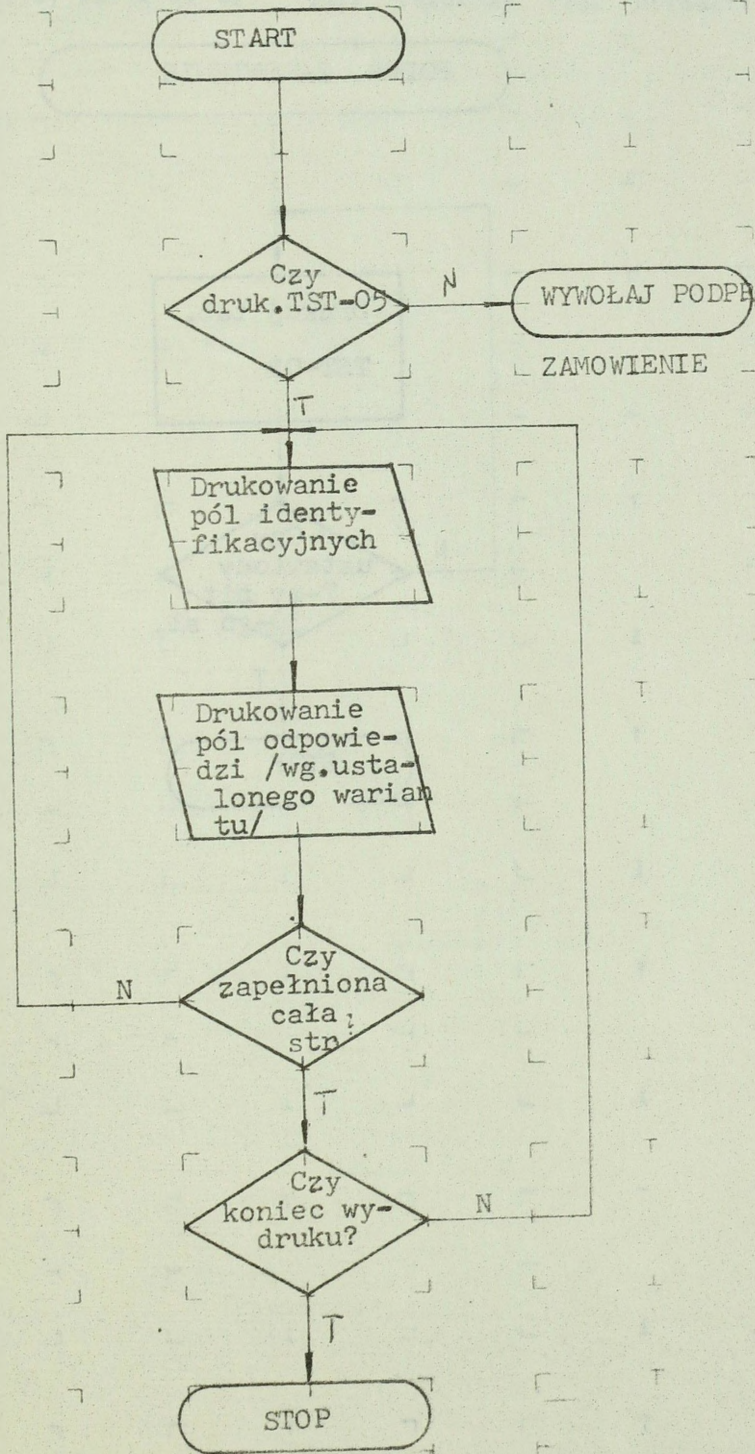 START
Czy
druk.TST-05
N
WYWOŁAJ PODPR
ZAMOWIENIE
T
Drukowanie
pól identy-
fikacyjnych
Drukowanie
pól odpowie-
dzi /wg.usta-
lonego warian
tu/
Czy
zapełniona
cała
str
N
T
Czy
koniec wy-
druku?
N
T
STOP